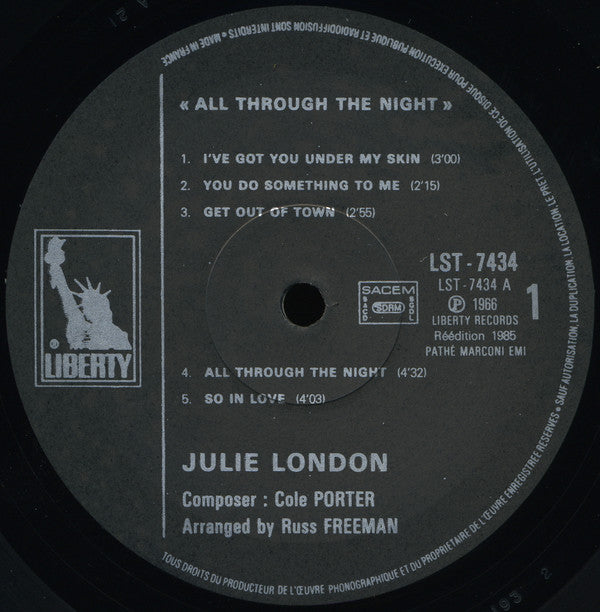 « ALL THROUGH THE NIGHT »
1. I'VE GOT YOU UNDER MY SKIN (3'00)
2. YOU DO SOMETHING TO ME (2'15)
3. GET OUT OF TOWN (2'55)
® LIBERTY
SACEM
SACD SDRM SGDL
LST - 7434
LST - 7434 A
℗ 1966
LIBERTY RECORDS
Réédition 1985
PATHÉ MARCONI EMI
1
4. ALL THROUGH THE NIGHT (4'32)
5. SO IN LOVE (4'03)
JULIE LONDON
Composer : Cole PORTER
Arranged by Russ FREEMAN
TOUS DROITS DU PRODUCTEUR DE L'ŒUVRE PHONOGRAPHIQUE ET DU PROPRIETAIRE DE L'ŒUVRE ENREGISTREE RESERVES • SAUF AUTORISATION, LA DUPLICATION, LA LOCATION, LE PRET, L'UTILISATION DE CE DISQUE POUR EXECUTION PUBLIQUE ET RADIODIFFUSION SONT INTERDITS • MADE IN FRANCE